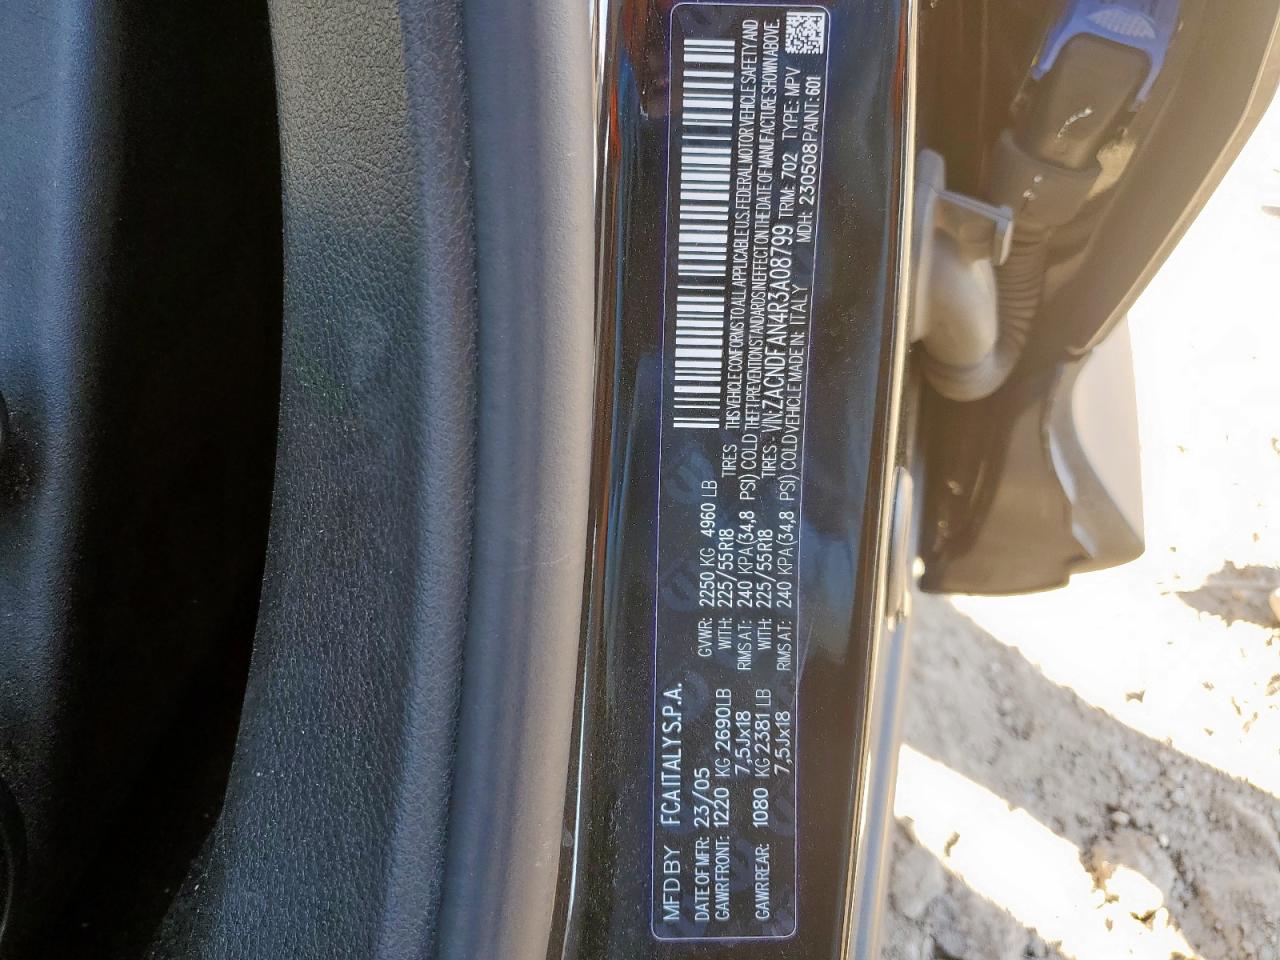 MFD BY FCA ITALY S.P.A.
DATE OF MFR: 23/05 GVWR: 2250 KG 4960 LB
GAWR FRONT: 1220 KG 2690 LB WITH: 225/55 R18 TIRES
7,5Jx18 RIMS AT: 240 KPA (34,8 PSI) COLD
GAWR REAR: 1080 KG 2381 LB WITH: 225/55 R18 TIRES -
7,5Jx18 RIMS AT: 240 KPA (34,8 PSI) COLD
THIS VEHICLE CONFORMS TO ALL APPLICABLE U.S. FEDERAL MOTOR VEHICLE SAFETY AND
THEFT PREVENTION STANDARDS IN EFFECT ON THE DATE OF MANUFACTURE SHOWN ABOVE.
VIN: ZACNDFAN4R3A08799 TRIM: 702 TYPE: MPV
VEHICLE MADE IN: ITALY MDH: 230508 PAINT: 601